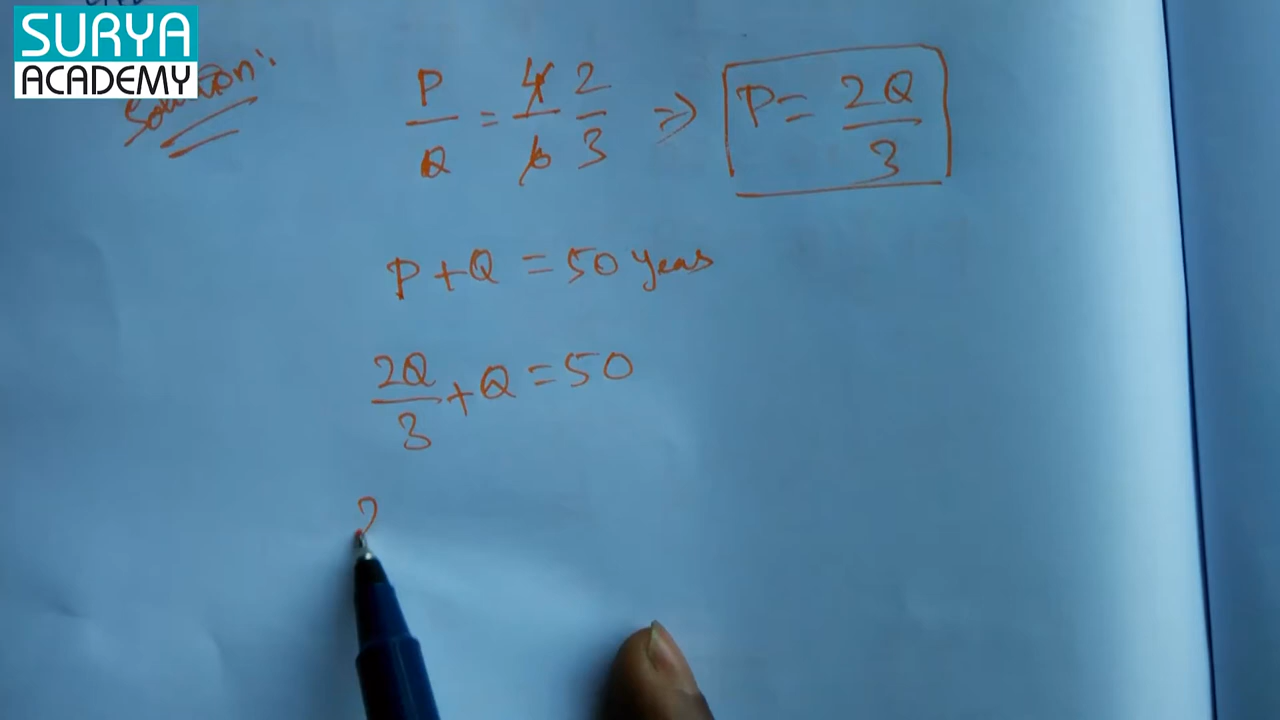 SURYA
ACADEMY
Solution:
P/Q = 4/6 2/3 => P = 2Q/3
P + Q = 50 years
2Q/3 + Q = 50
2